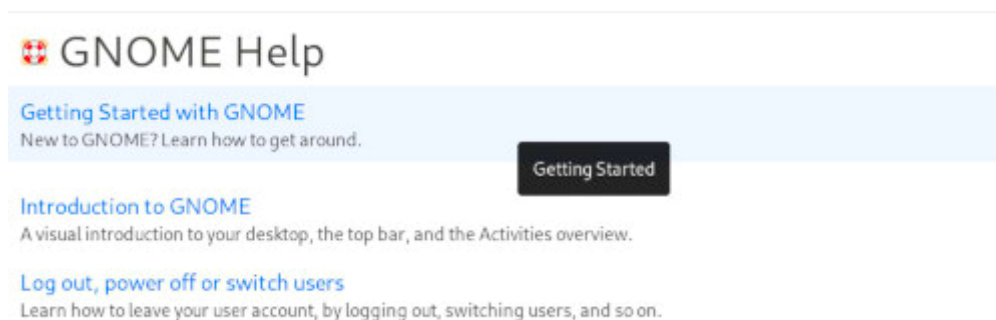 GNOME Help
Getting Started with GNOME
New to GNOME? Learn how to get around.
Getting Started
Introduction to GNOME
A visual introduction to your desktop, the top bar, and the Activities overview.
Log out, power off or switch users
Learn how to leave your user account, by logging out, switching users, and so on.